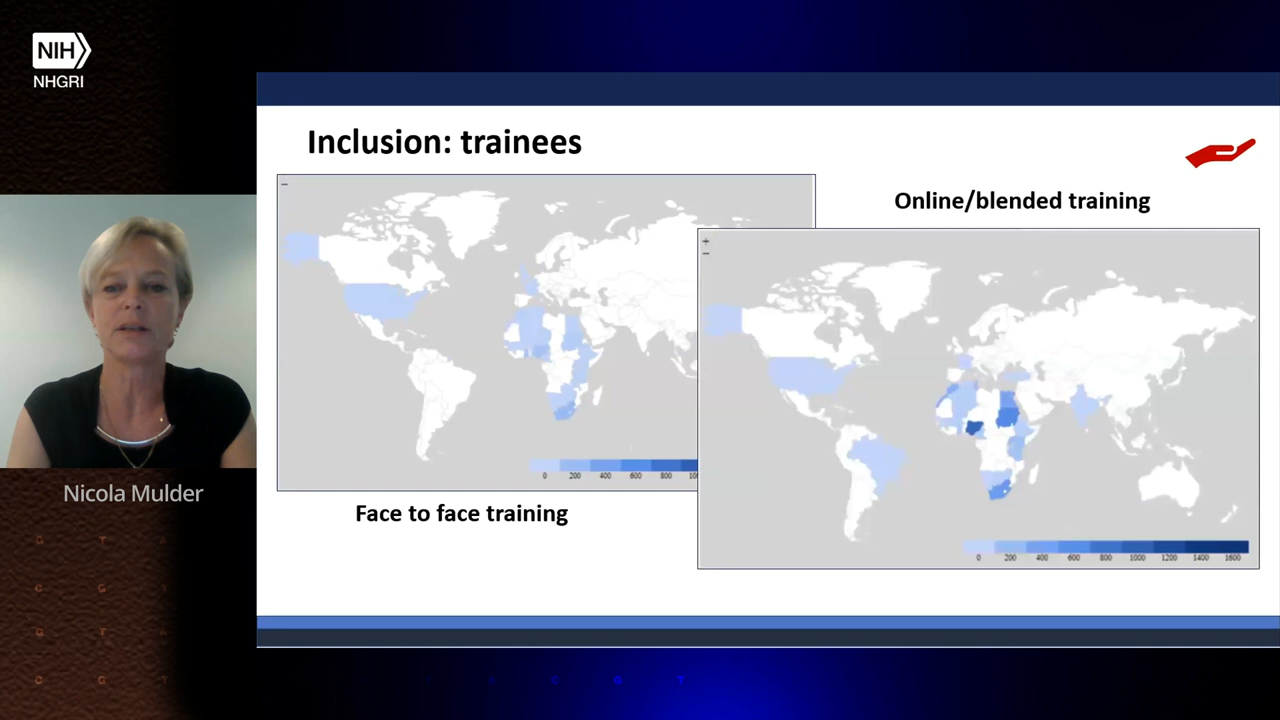 NIH
NHGRI
Inclusion: trainees
Online/blended training
0 200 400 600 800
Face to face training
0 200 400 600 800 1000 1200 1400 1600
Nicola Mulder